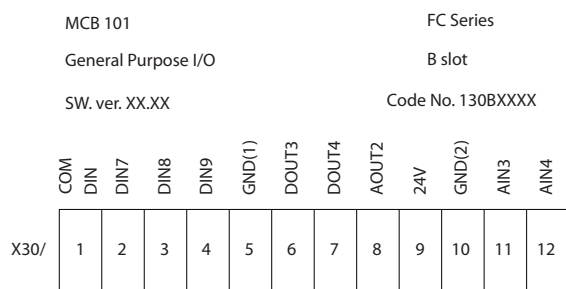 MCB 101 FC Series
General Purpose I/O B slot
SW. ver. XX.XX Code No. 130BXXXX
COM DIN DIN7 DIN8 DIN9 GND(1) DOUT3 DOUT4 AOUT2 24V GND(2) AIN3 AIN4
X30/ 1 2 3 4 5 6 7 8 9 10 11 12